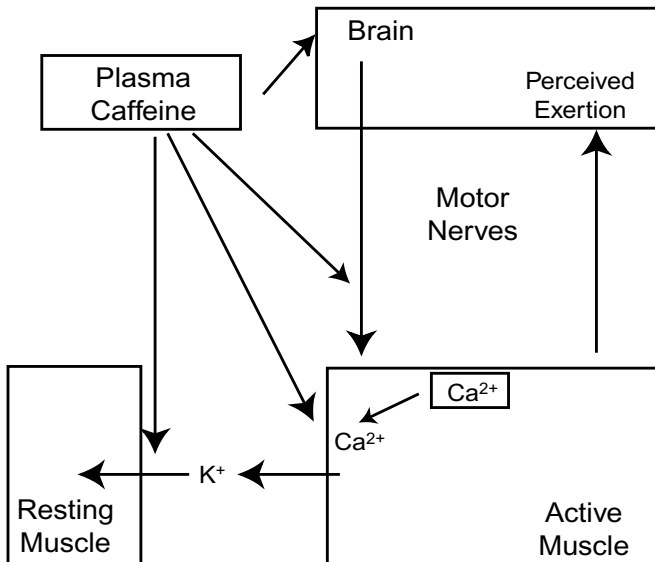 Plasma
Caffeine
Brain
Perceived
Exertion
Motor
Nerves
Ca²⁺
Ca²⁺
K⁺
Resting
Muscle
Active
Muscle